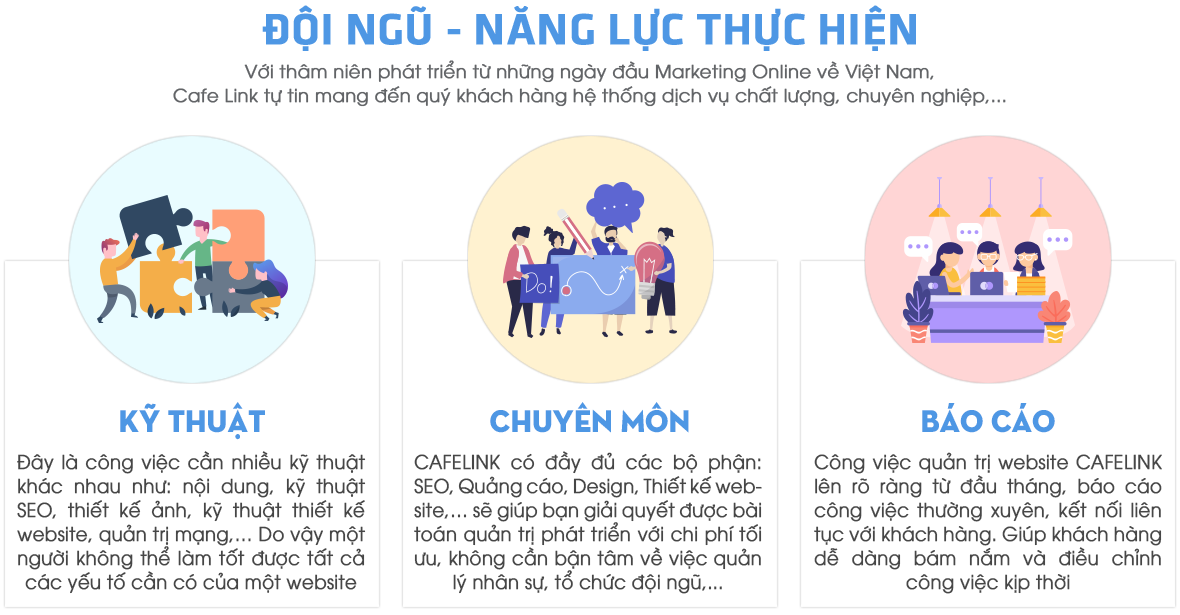 ĐỘI NGŨ - NĂNG LỰC THỰC HIỆN
Với thâm niên phát triển từ những ngày đầu Marketing Online về Việt Nam,
Cafe Link tự tin mang đến quý khách hàng hệ thống dịch vụ chất lượng, chuyên nghiệp,...
Do!
KỸ THUẬT
Đây là công việc cần nhiều kỹ thuật
khác nhau như: nội dung, kỹ thuật
SEO, thiết kế ảnh, kỹ thuật thiết kế
website, quản trị mạng,... Do vậy một
người không thể làm tốt được tất cả
các yếu tố cần có của một website
CHUYÊN MÔN
CAFELINK có đầy đủ các bộ phận:
SEO, Quảng cáo, Design, Thiết kế web-
site,... sẽ giúp bạn giải quyết được bài
toán quản trị phát triển với chi phí tối
ưu, không cần bận tâm về việc quản
lý nhân sự, tổ chức đội ngũ,...
BÁO CÁO
Công việc quản trị website CAFELINK
lên rõ ràng từ đầu tháng, báo cáo
công việc thường xuyên, kết nối liên
tục với khách hàng. Giúp khách hàng
dễ dàng bám nắm và điều chỉnh
công việc kịp thời